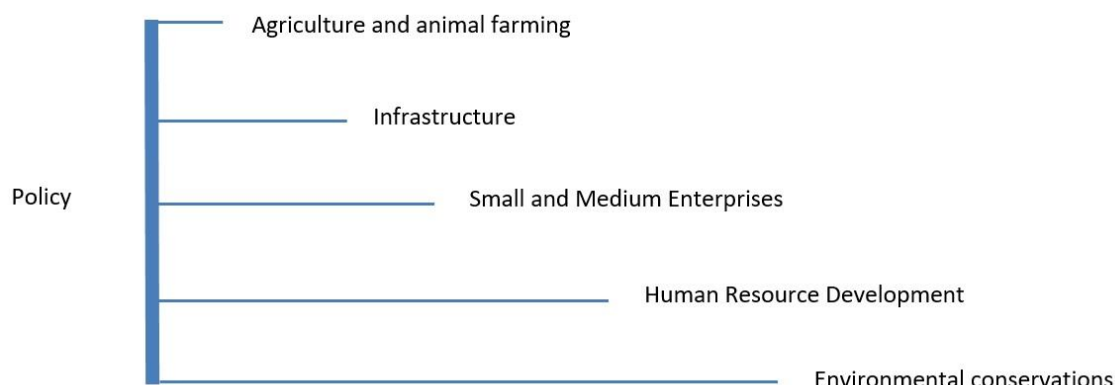 Agriculture and animal farming
Infrastructure
Policy
Small and Medium Enterprises
Human Resource Development
Environmental conservations